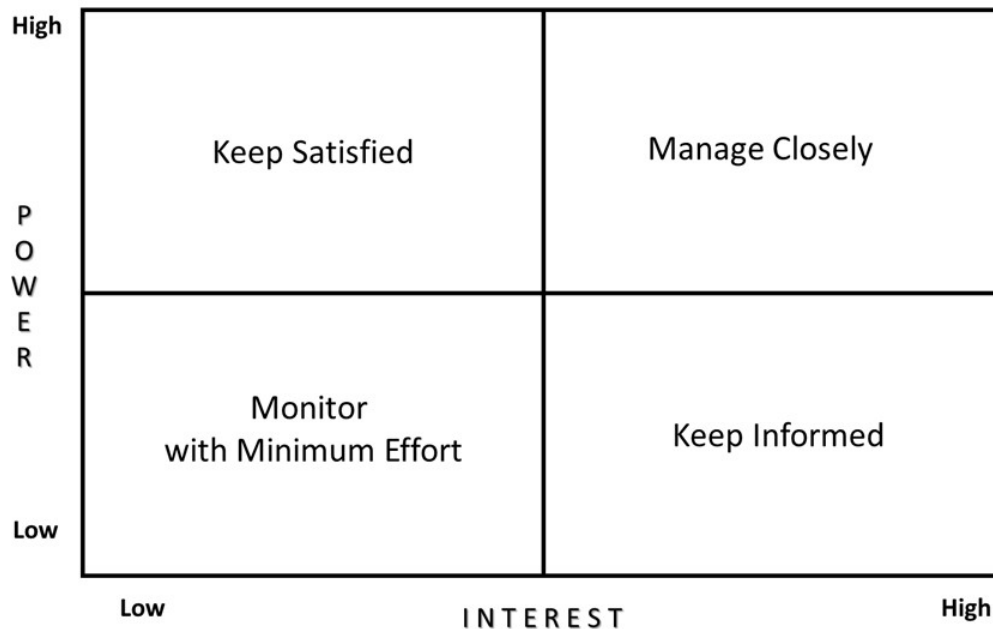 High
Keep Satisfied
Manage Closely
P
O
W
E
R
Monitor
with Minimum Effort
Keep Informed
Low
Low
INTEREST
High